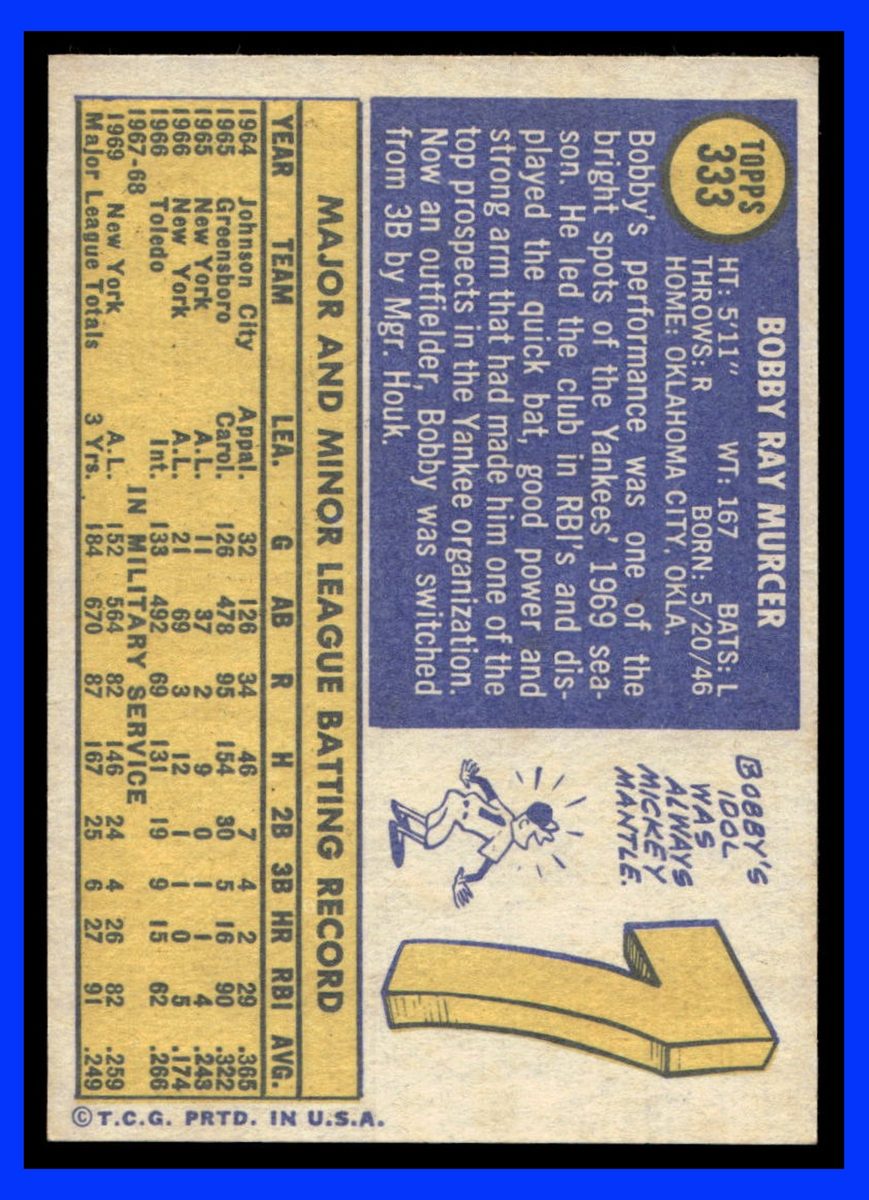 TOPPS
333
BOBBY RAY MURCER
HT: 5'11" WT: 167 BATS: L
THROWS: R BORN: 5/20/46
HOME: OKLAHOMA CITY, OKLA.
Bobby's performance was one of the
bright spots of the Yankees' 1969 sea-
son. He led the club in RBI's and dis-
played the quick bat, good power and
strong arm that had made him one of the
top prospects in the Yankee organization.
Now an outfielder, Bobby was switched
from 3B by Mgr. Houk.
BOBBY'S
IDOL
WAS
ALWAYS
MICKEY
MANTLE.
7
MAJOR AND MINOR LEAGUE BATTING RECORD
YEAR TEAM LEA. G AB R H 2B 3B HR RBI AVG.
1964 Johnson City Appal. 32 126 34 46 7 4 2 29 .365
1965 Greensboro Carol. 126 478 95 154 30 5 16 90 .322
1965 New York A.L. 11 37 2 9 0 1 1 4 .243
1966 New York A.L. 21 69 3 12 1 1 0 5 .174
1966 Toledo Int. 133 492 69 131 19 9 15 62 .266
1967-68 IN MILITARY SERVICE
1969 New York A.L. 152 564 82 146 24 4 26 82 .259
Major League Totals 3 Yrs. 184 670 87 167 25 6 27 91 .249
© T.C.G. PRTD. IN U.S.A.